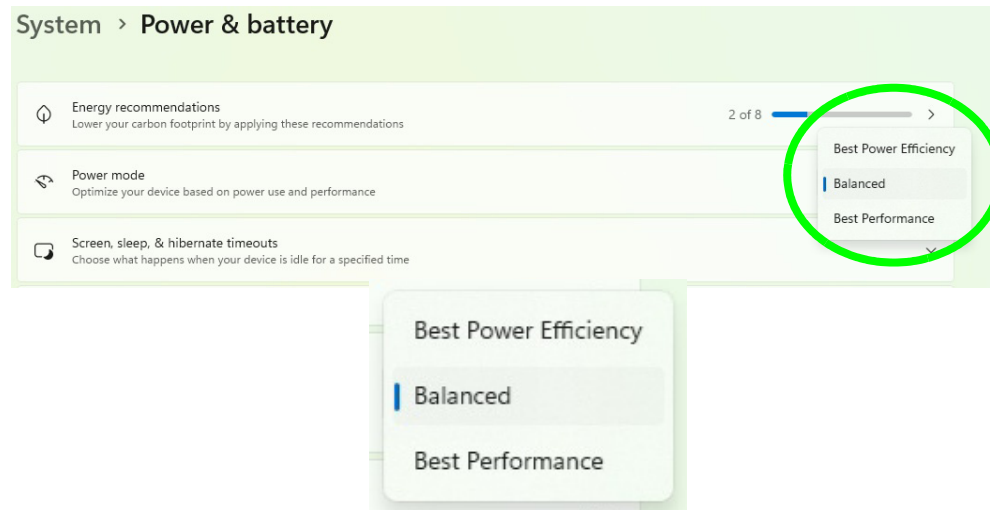 System > Power & battery
Energy recommendations
Lower your carbon footprint by applying these recommendations
2 of 8
Power mode
Optimize your device based on power use and performance
Best Power Efficiency
Balanced
Best Performance
Screen, sleep, & hibernate timeouts
Choose what happens when your device is idle for a specified time
Best Power Efficiency
Balanced
Best Performance